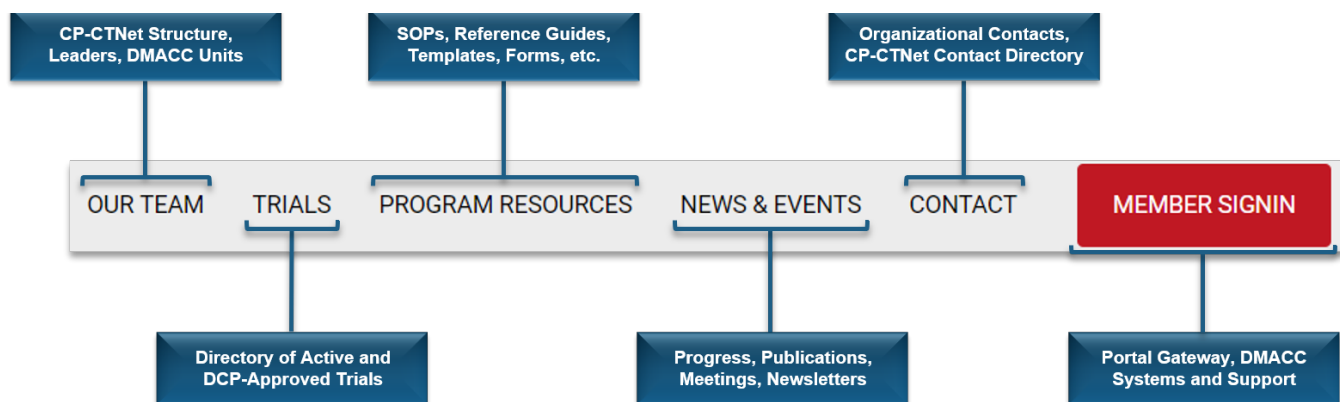 CP-CTNet Structure,
Leaders, DMACC Units
SOPs, Reference Guides,
Templates, Forms, etc.
Organizational Contacts,
CP-CTNet Contact Directory
OUR TEAM
TRIALS
PROGRAM RESOURCES
NEWS & EVENTS
CONTACT
MEMBER SIGNIN
Directory of Active and
DCP-Approved Trials
Progress, Publications,
Meetings, Newsletters
Portal Gateway, DMACC
Systems and Support